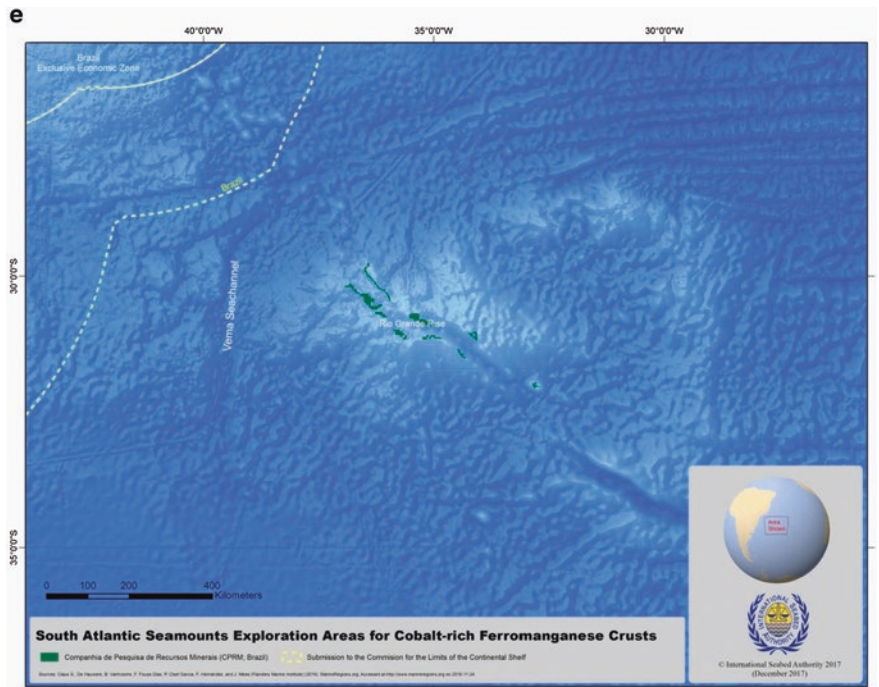 e
40°0'0"W
35°0'0"W
30°0'0"W
Brazil
Exclusive Economic Zone
Brazil
30°0'0"S
Vema Seachannel
Rio Grande Rise
35°0'0"S
0 100 200 400
Kilometers
Area
Shown
INTERNATIONAL SEABED AUTHORITY
© International Seabed Authority 2017
(December 2017)
South Atlantic Seamounts Exploration Areas for Cobalt-rich Ferromanganese Crusts
Companhia de Pesquisa de Recursos Minerais (CPRM, Brazil)
Submission to the Commision for the Limits of the Continental Shelf